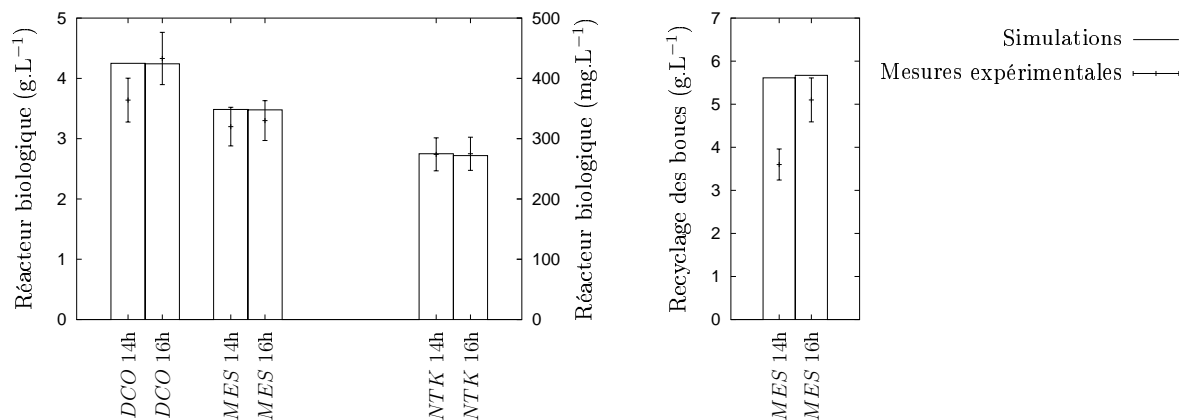 5
4
3
2
1
0
Réacteur biologique (g.L−1)
DCO 14h
DCO 16h
MES 14h
MES 16h
NTK 14h
NTK 16h
500
400
300
200
100
0
Réacteur biologique (mg.L−1)
7
6
5
4
3
2
1
0
Recyclage des boues (g.L−1)
MES 14h
MES 16h
Simulations
Mesures expérimentales